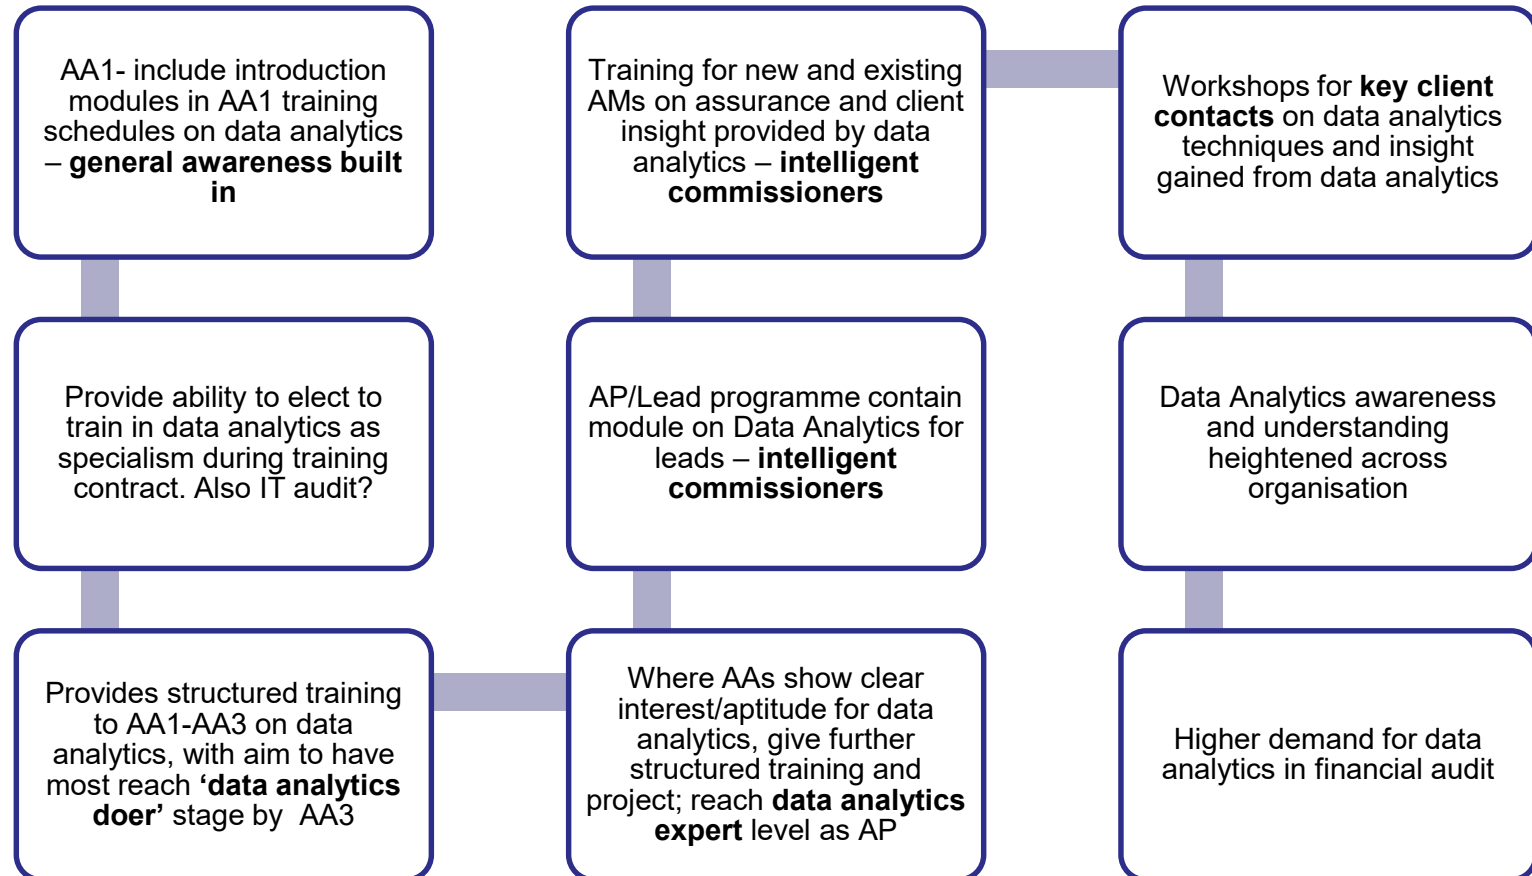 AA1- include introduction
modules in AA1 training
schedules on data analytics
– general awareness built
in
Provide ability to elect to
train in data analytics as
specialism during training
contract. Also IT audit?
Provides structured training
to AA1-AA3 on data
analytics, with aim to have
most reach ‘data analytics
doer’ stage by AA3
Where AAs show clear
interest/aptitude for data
analytics, give further
structured training and
project; reach data analytics
expert level as AP
AP/Lead programme contain
module on Data Analytics for
leads – intelligent
commissioners
Training for new and existing
AMs on assurance and client
insight provided by data
analytics – intelligent
commissioners
Workshops for key client
contacts on data analytics
techniques and insight
gained from data analytics
Data Analytics awareness
and understanding
heightened across
organisation
Higher demand for data
analytics in financial audit